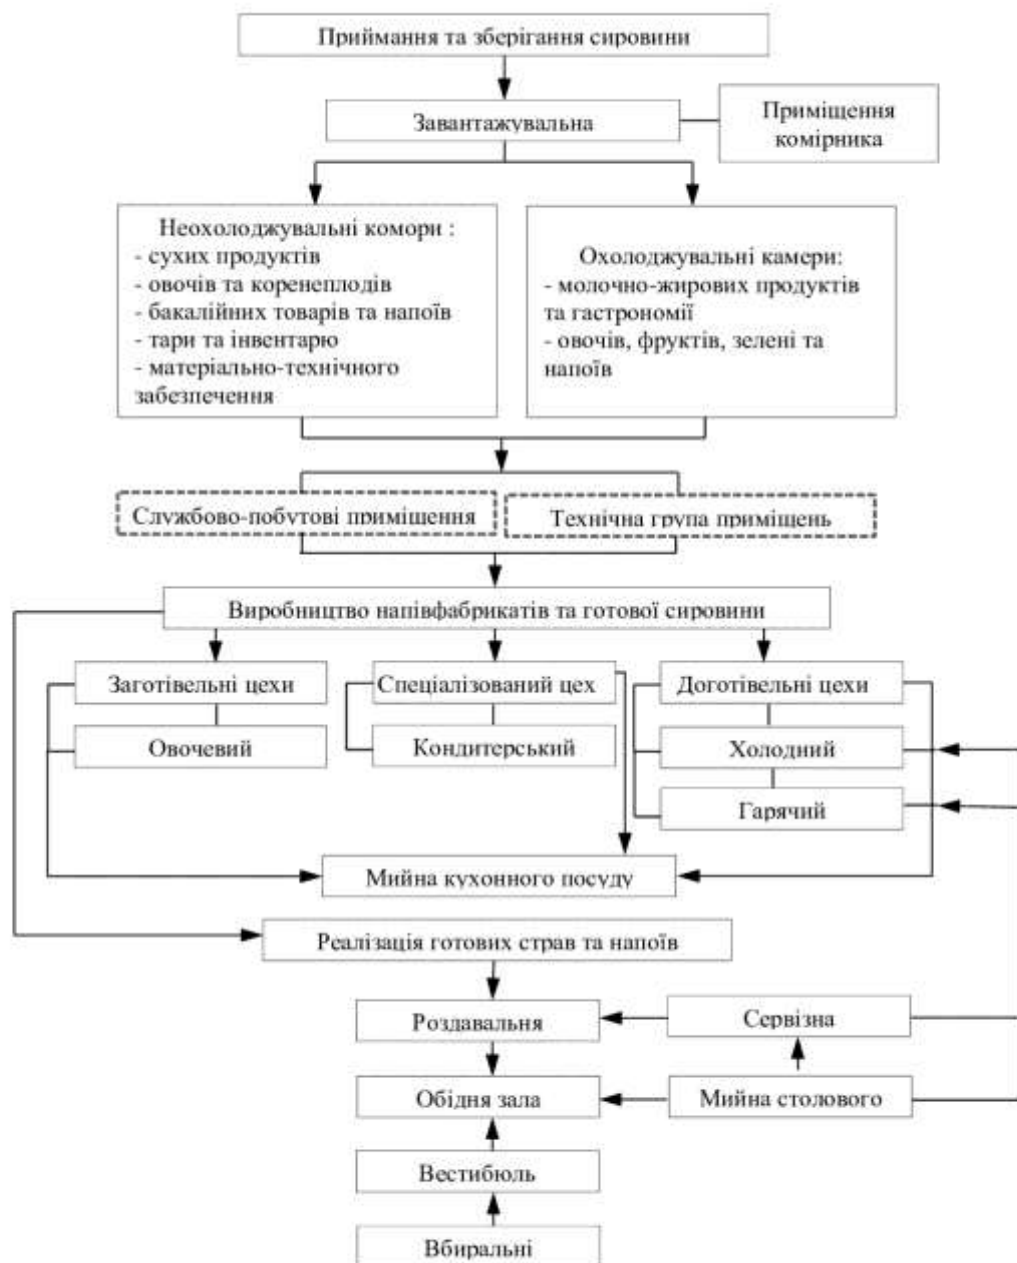 Приймання та зберігання сировини
Завантажувальна
Приміщення
комірника
Неохолоджувальні комори :
- сухих продуктів
- овочів та коренеплодів
- бакалійних товарів та напоїв
- тари та інвентарю
- матеріально-технічного
забезпечення
Охолоджувальні камери:
- молочно-жирових продуктів
та гастрономії
- овочів, фруктів, зелені та
напоїв
Службово-побутові приміщення
Технічна група приміщень
Виробництво напівфабрикатів та готової сировини
Заготівельні цехи
Спеціалізований цех
Доготівельні цехи
Овочевий
Кондитерський
Холодний
Гарячий
Мийна кухонного посуду
Реалізація готових страв та напоїв
Роздавальня
Сервізна
Обідня зала
Мийна столового
Вестибюль
Вбиральні